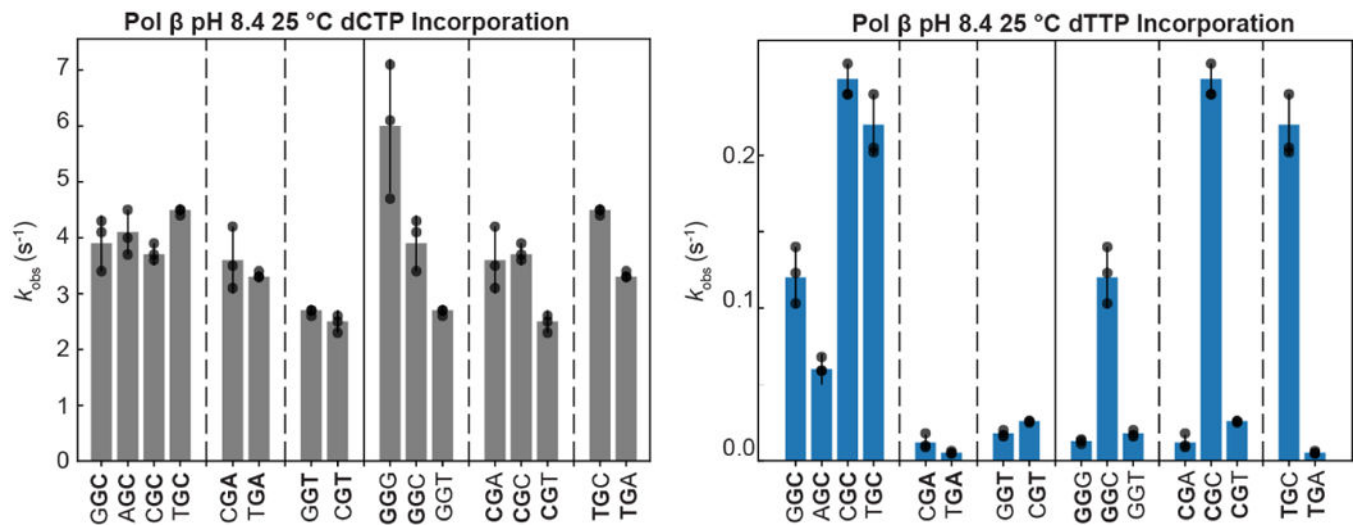 Pol β pH 8.4 25 °C dCTP Incorporation
7
6
5
4
3
2
1
0
k_obs (s⁻¹)
GGC AGC CGC TGC CGA TGA GGT CGT GGG GGC GGT CGA CGC CGT TGC TGA
Pol β pH 8.4 25 °C dTTP Incorporation
0.2
0.1
0.0
k_obs (s⁻¹)
GGC AGC CGC TGC CGA TGA GGT CGT GGG GGC GGT CGA CGC CGT TGC TGA